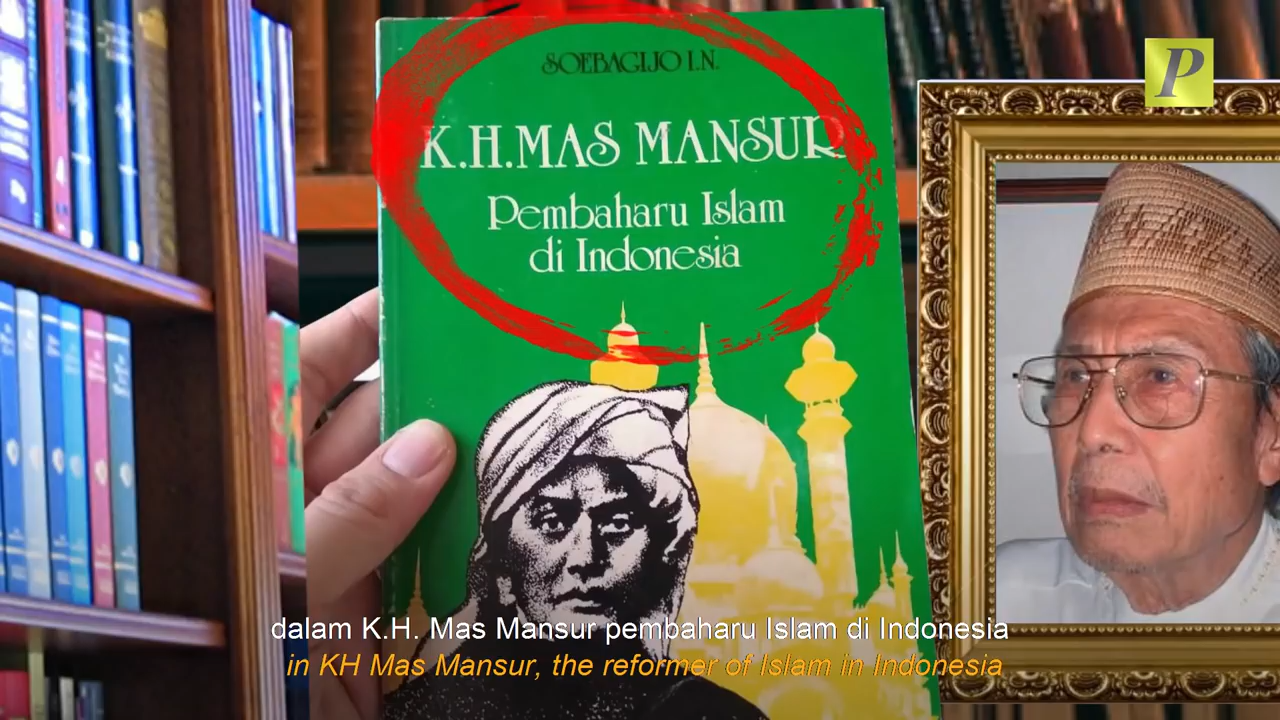 P
SOEBAGIJO I.N.
K.H. MAS MANSUR
Pembaharu Islam
di Indonesia
dalam K.H. Mas Mansur pembaharu Islam di Indonesia
in KH Mas Mansur, the reformer of Islam in Indonesia